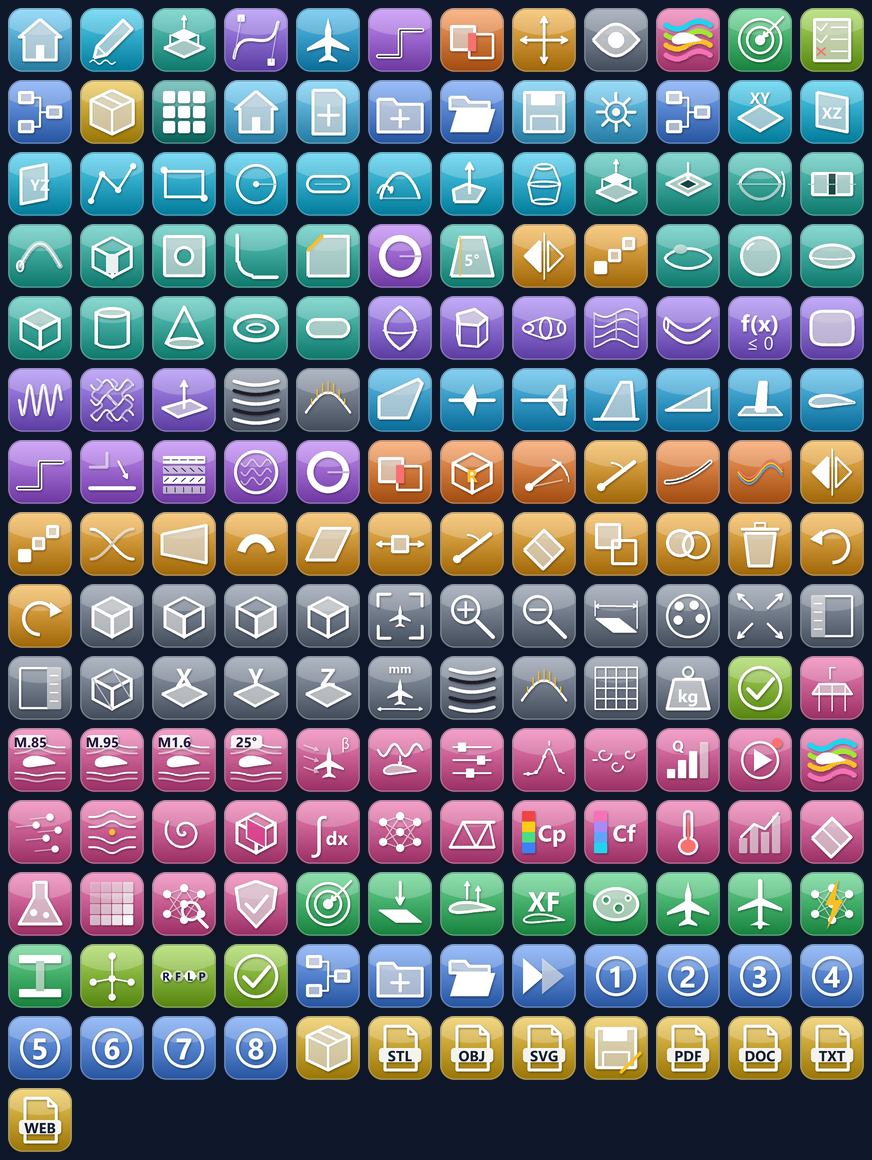 XY
XZ
YZ
5°
f(x)
≤ 0
X
Y
Z
mm
kg
Γ
M.85
M.95
M1.6
25°
β
Q
∫dx
Cp
Cf
XF
R F L P
1
2
3
4
5
6
7
8
STL
OBJ
SVG
PDF
DOC
TXT
WEB